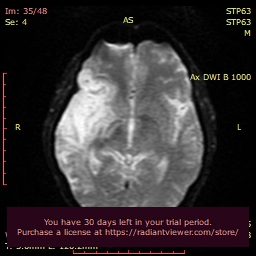 Im: 35/48
Se: 4
AS
STP63
STP63
M
Ax DWI B 1000
R
L
You have 30 days left in your trial period.
Purchase a license at https://radiantviewer.com/store/